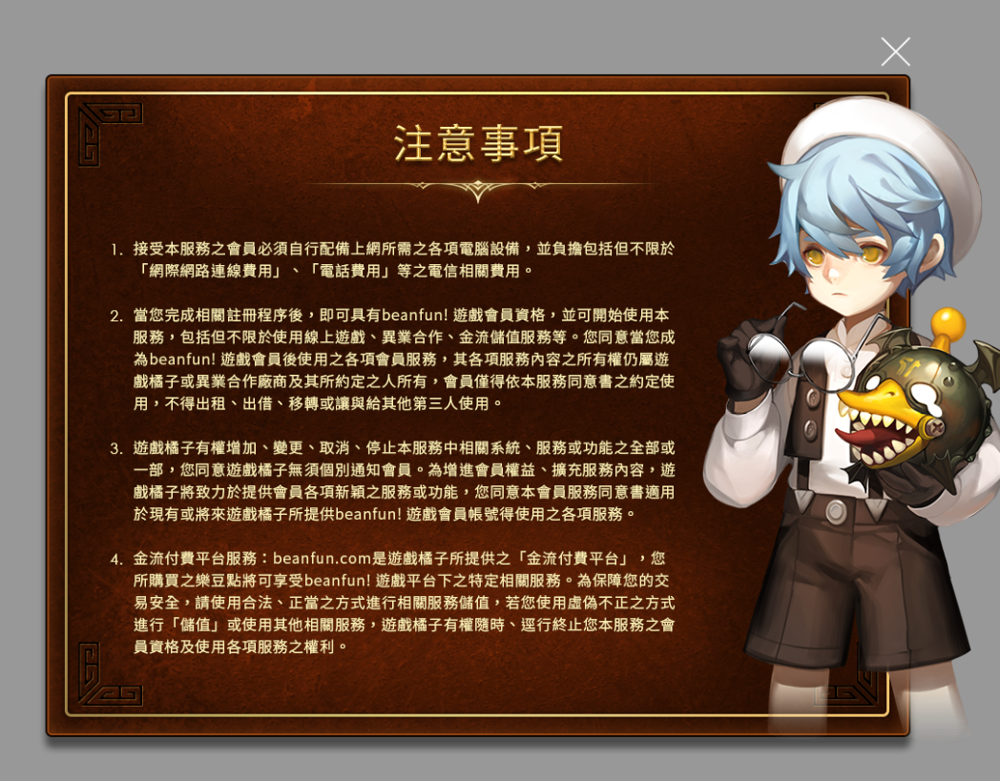 注意事項
1. 接受本服務之會員必須自行配備上網所需之各項電腦設備，並負擔包括但不限於
「網際網路連線費用」、「電話費用」等之電信相關費用。
2. 當您完成相關註冊程序後，即可具有beanfun! 遊戲會員資格，並可開始使用本
服務，包括但不限於使用線上遊戲、異業合作、金流儲值服務等。您同意當您成
為beanfun! 遊戲會員後使用之各項會員服務，其各項服務內容之所有權仍屬遊
戲橘子或異業合作廠商及其所約定之人所有，會員僅得依本服務同意書之約定使
用，不得出租、出借、移轉或讓與給其他第三人使用。
3. 遊戲橘子有權增加、變更、取消、停止本服務中相關系統、服務或功能之全部或
一部，您同意遊戲橘子無須個別通知會員。為增進會員權益、擴充服務內容，遊
戲橘子將致力於提供會員各項新穎之服務或功能，您同意本會員服務同意書適用
於現有或將來遊戲橘子所提供beanfun! 遊戲會員帳號得使用之各項服務。
4. 金流付費平台服務：beanfun.com是遊戲橘子所提供之「金流付費平台」，您
所購買之樂豆點將可享受beanfun! 遊戲平台下之特定相關服務。為保障您的交
易安全，請使用合法、正當之方式進行相關服務儲值，若您使用虛偽不正之方式
進行「儲值」或使用其他相關服務，遊戲橘子有權隨時、逕行終止您本服務之會
員資格及使用各項服務之權利。